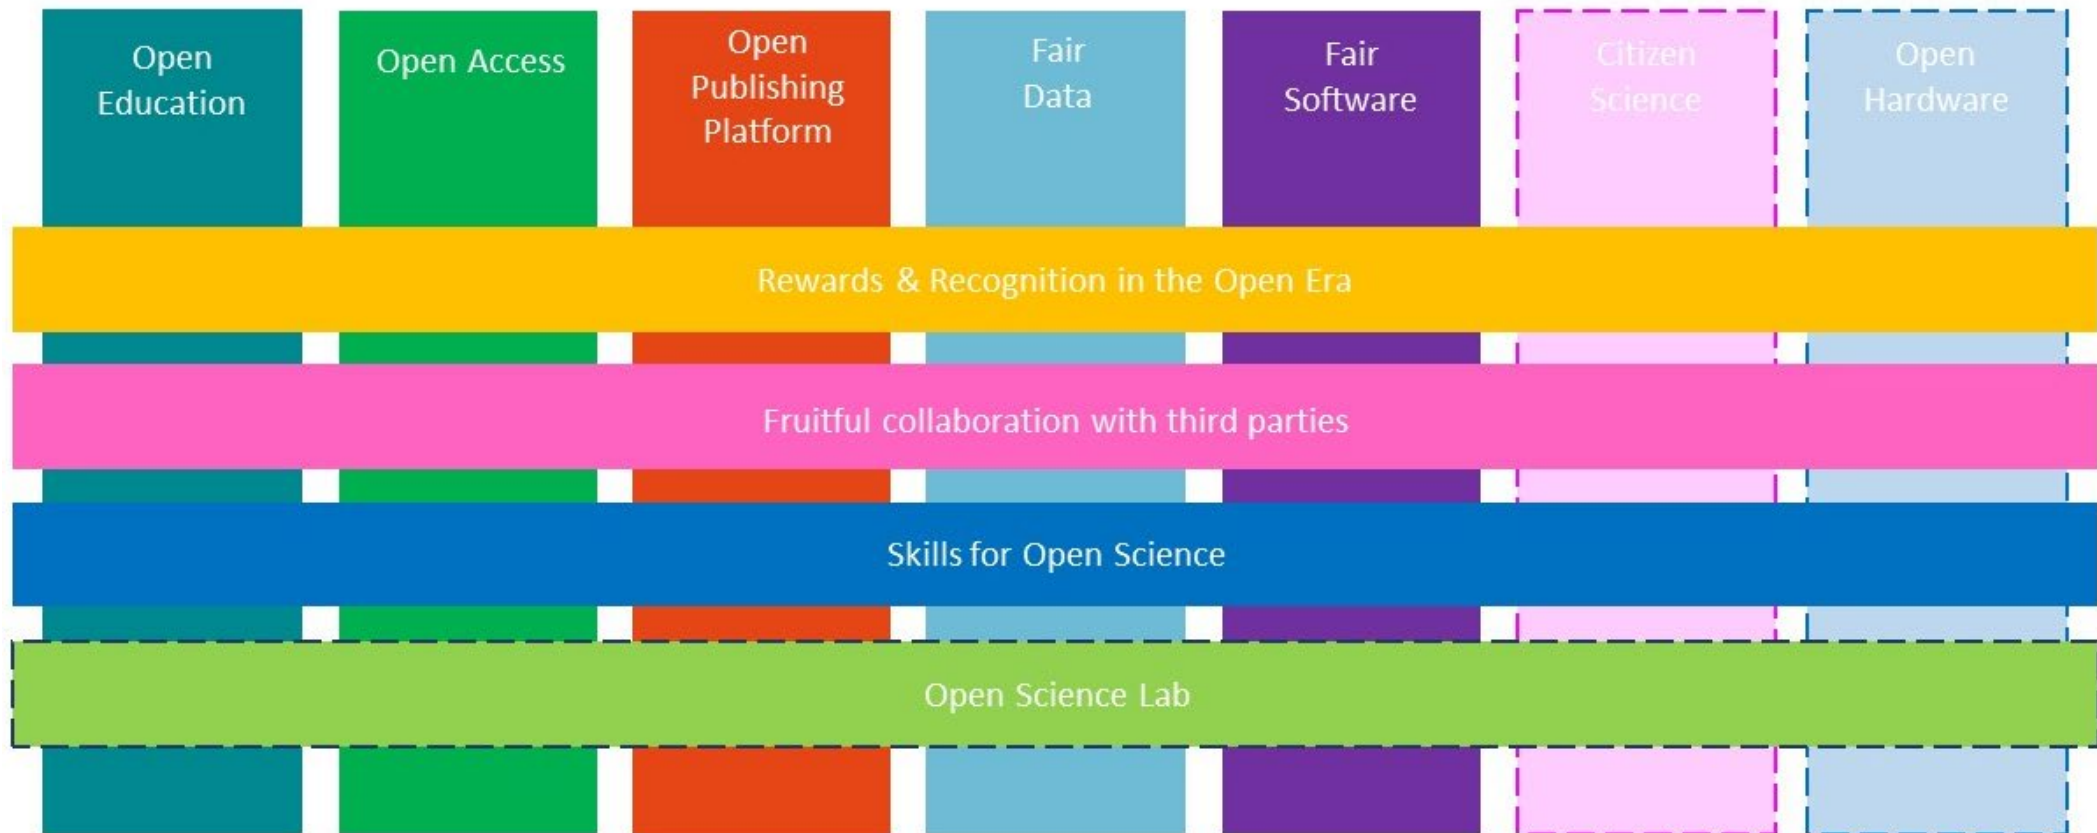 Open
Education
Open Access
Open
Publishing
Platform
Fair
Data
Fair
Software
Citizen
Science
Open
Hardware
Rewards & Recognition in the Open Era
Fruitful collaboration with third parties
Skills for Open Science
Open Science Lab